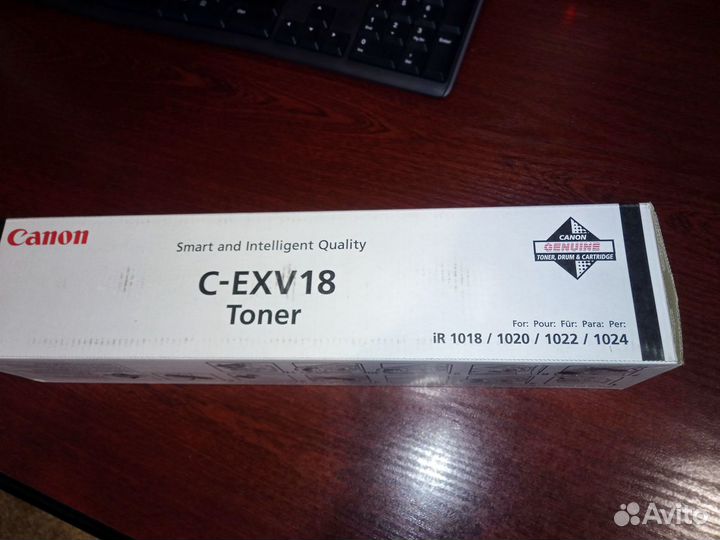 Canon
Smart and Intelligent Quality
C-EXV18
Toner
CANON
GENUINE
TONER, DRUM & CARTRIDGE
For: Pour: Für: Para: Per:
iR 1018 / 1020 / 1022 / 1024
Avito